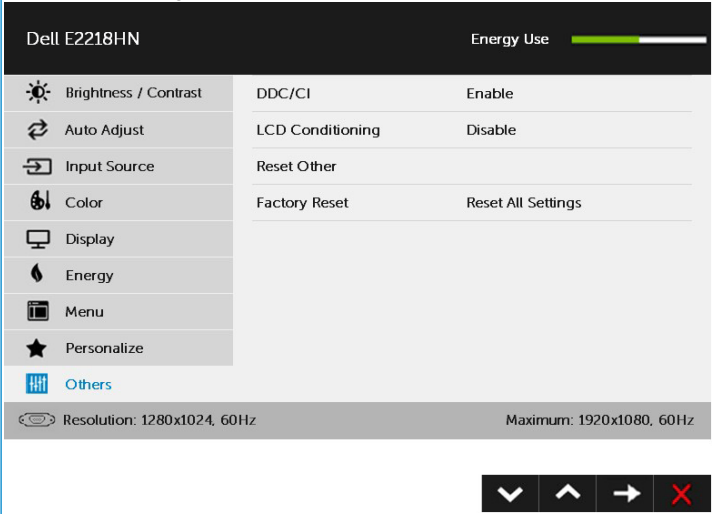 Dell E2218HN Energy Use
Brightness / Contrast DDC/CI Enable
Auto Adjust LCD Conditioning Disable
Input Source Reset Other
Color Factory Reset Reset All Settings
Display
Energy
Menu
Personalize
Others
Resolution: 1280x1024, 60Hz Maximum: 1920x1080, 60Hz